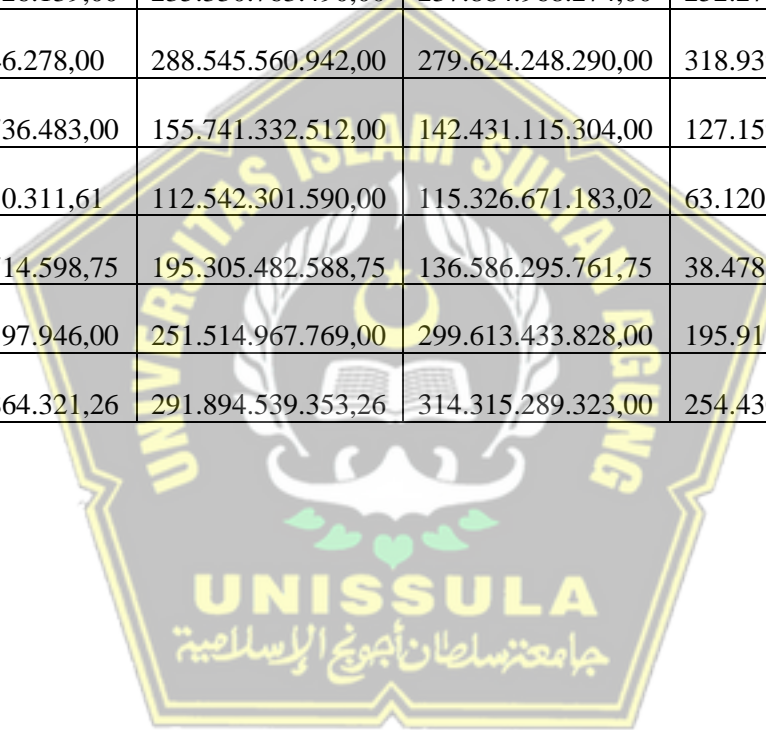 6.278,00 288.545.560.942,00 279.624.248.290,00 318.93
36.483,00 155.741.332.512,00 142.431.115.304,00 127.15
0.311,61 112.542.301.590,00 115.326.671.183,02 63.120
14.598,75 195.305.482.588,75 136.586.295.761,75 38.478
97.946,00 251.514.967.769,00 299.613.433.828,00 195.91
64.321,26 291.894.539.353,26 314.315.289.323,00 254.43
UNIVERSITAS ISLAM SULTAN AGUNG
UNISSULA
جامعة سلطان أجونج الإسلامية